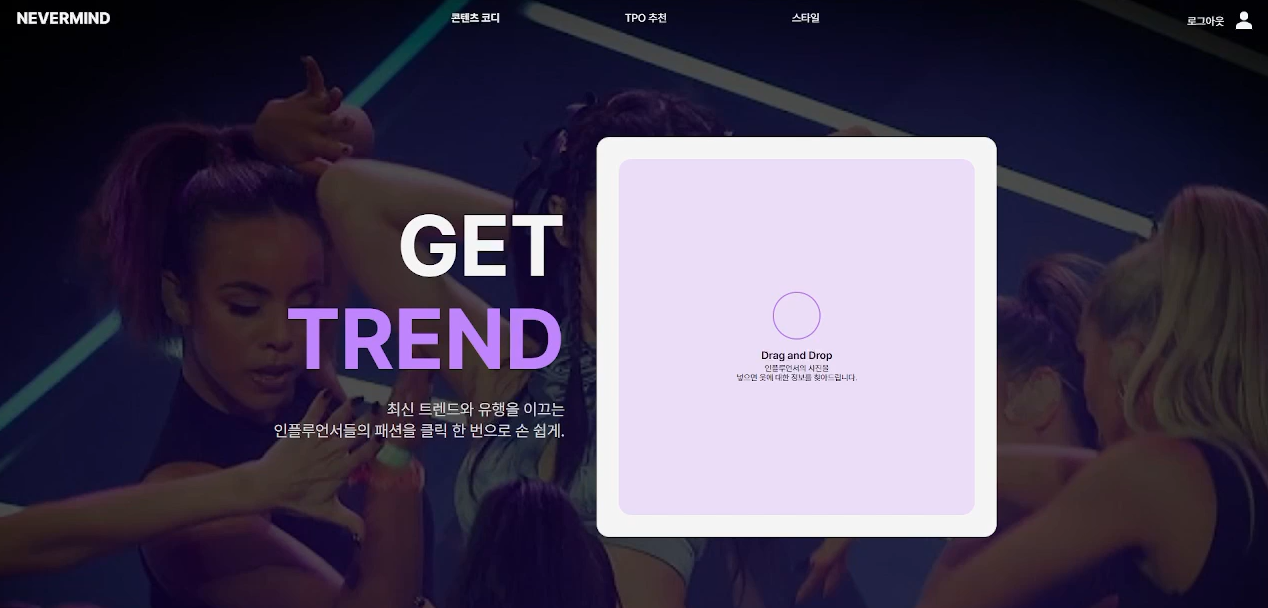 NEVERMIND
콘텐츠 코디
TPO 추천
스타일
로그아웃
GET
TREND
최신 트렌드와 유행을 이끄는
인플루언서들의 패션을 클릭 한 번으로 손 쉽게.
Drag and Drop
인플루언서의 사진을
넣으면 옷에 대한 정보를 찾아드립니다.